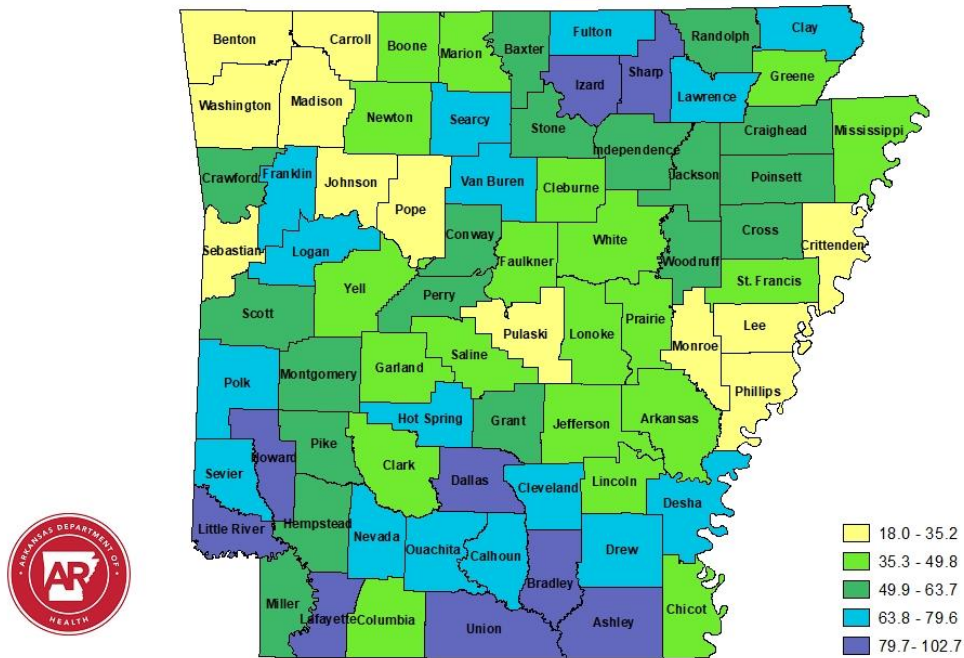 Benton
Carroll
Boone
Marion
Baxter
Fulton
Randolph
Clay
Sharp
Izard
Greene
Lawrence
Washington
Madison
Newton
Searcy
Stone
Independence
Jackson
Craighead
Mississippi
Poinsett
Crawford
Franklin
Johnson
Pope
Van Buren
Cleburne
Sebastian
Logan
Conway
White
Faulkner
Woodruff
Cross
Crittenden
St. Francis
Yell
Perry
Scott
Pulaski
Lonoke
Prairie
Monroe
Lee
Saline
Garland
Phillips
Polk
Montgomery
Hot Spring
Grant
Jefferson
Arkansas
Howard
Pike
Clark
Sevier
Dallas
Cleveland
Lincoln
Desha
Little River
Hempstead
Nevada
Ouachita
Calhoun
Drew
Bradley
Miller
Lafayette
Columbia
Union
Ashley
Chicot
ARKANSAS DEPARTMENT OF
AR
HEALTH
18.0 - 35.2
35.3 - 49.8
49.9 - 63.7
63.8 - 79.6
79.7 - 102.7